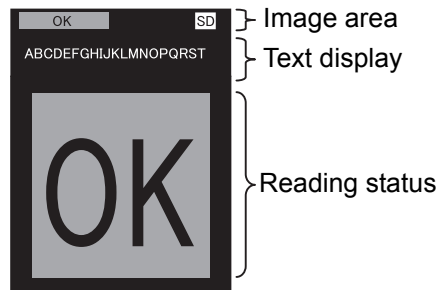 OK SD Image area
ABCDEFGHIJKLMNOPQRST Text display
OK Reading status